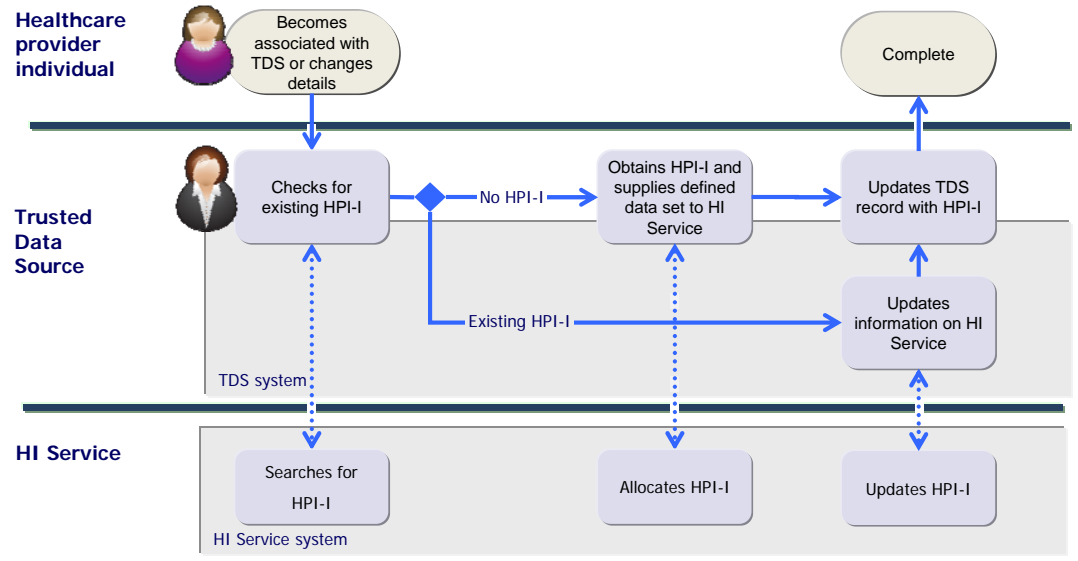 Healthcare
provider
individual
Becomes
associated with
TDS or changes
details
Complete
Trusted
Data
Source
Checks for
existing HPI-I
No HPI-I
Obtains HPI-I and
supplies defined
data set to HI
Service
Updates TDS
record with HPI-I
Existing HPI-I
Updates
information on HI
Service
TDS system
HI Service
Searches for
HPI-I
Allocates HPI-I
Updates HPI-I
HI Service system